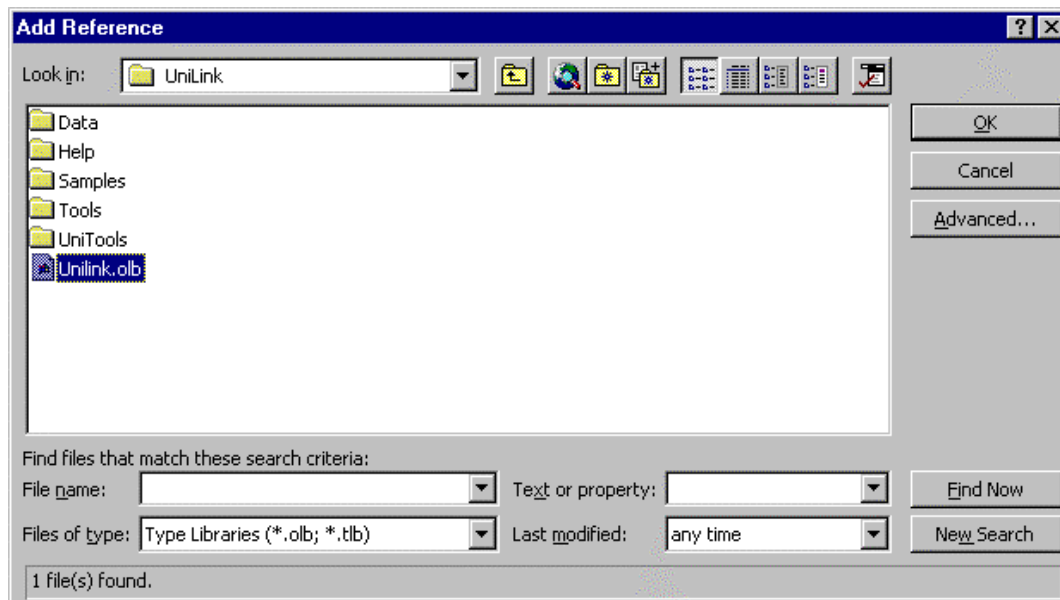 Add Reference
Look in: UniLink
Data
Help
Samples
Tools
UniTools
Unilink.olb
OK
Cancel
Advanced...
Find files that match these search criteria:
File name: Text or property: Find Now
Files of type: Type Libraries (*.olb; *.tlb) Last modified: any time New Search
1 file(s) found.